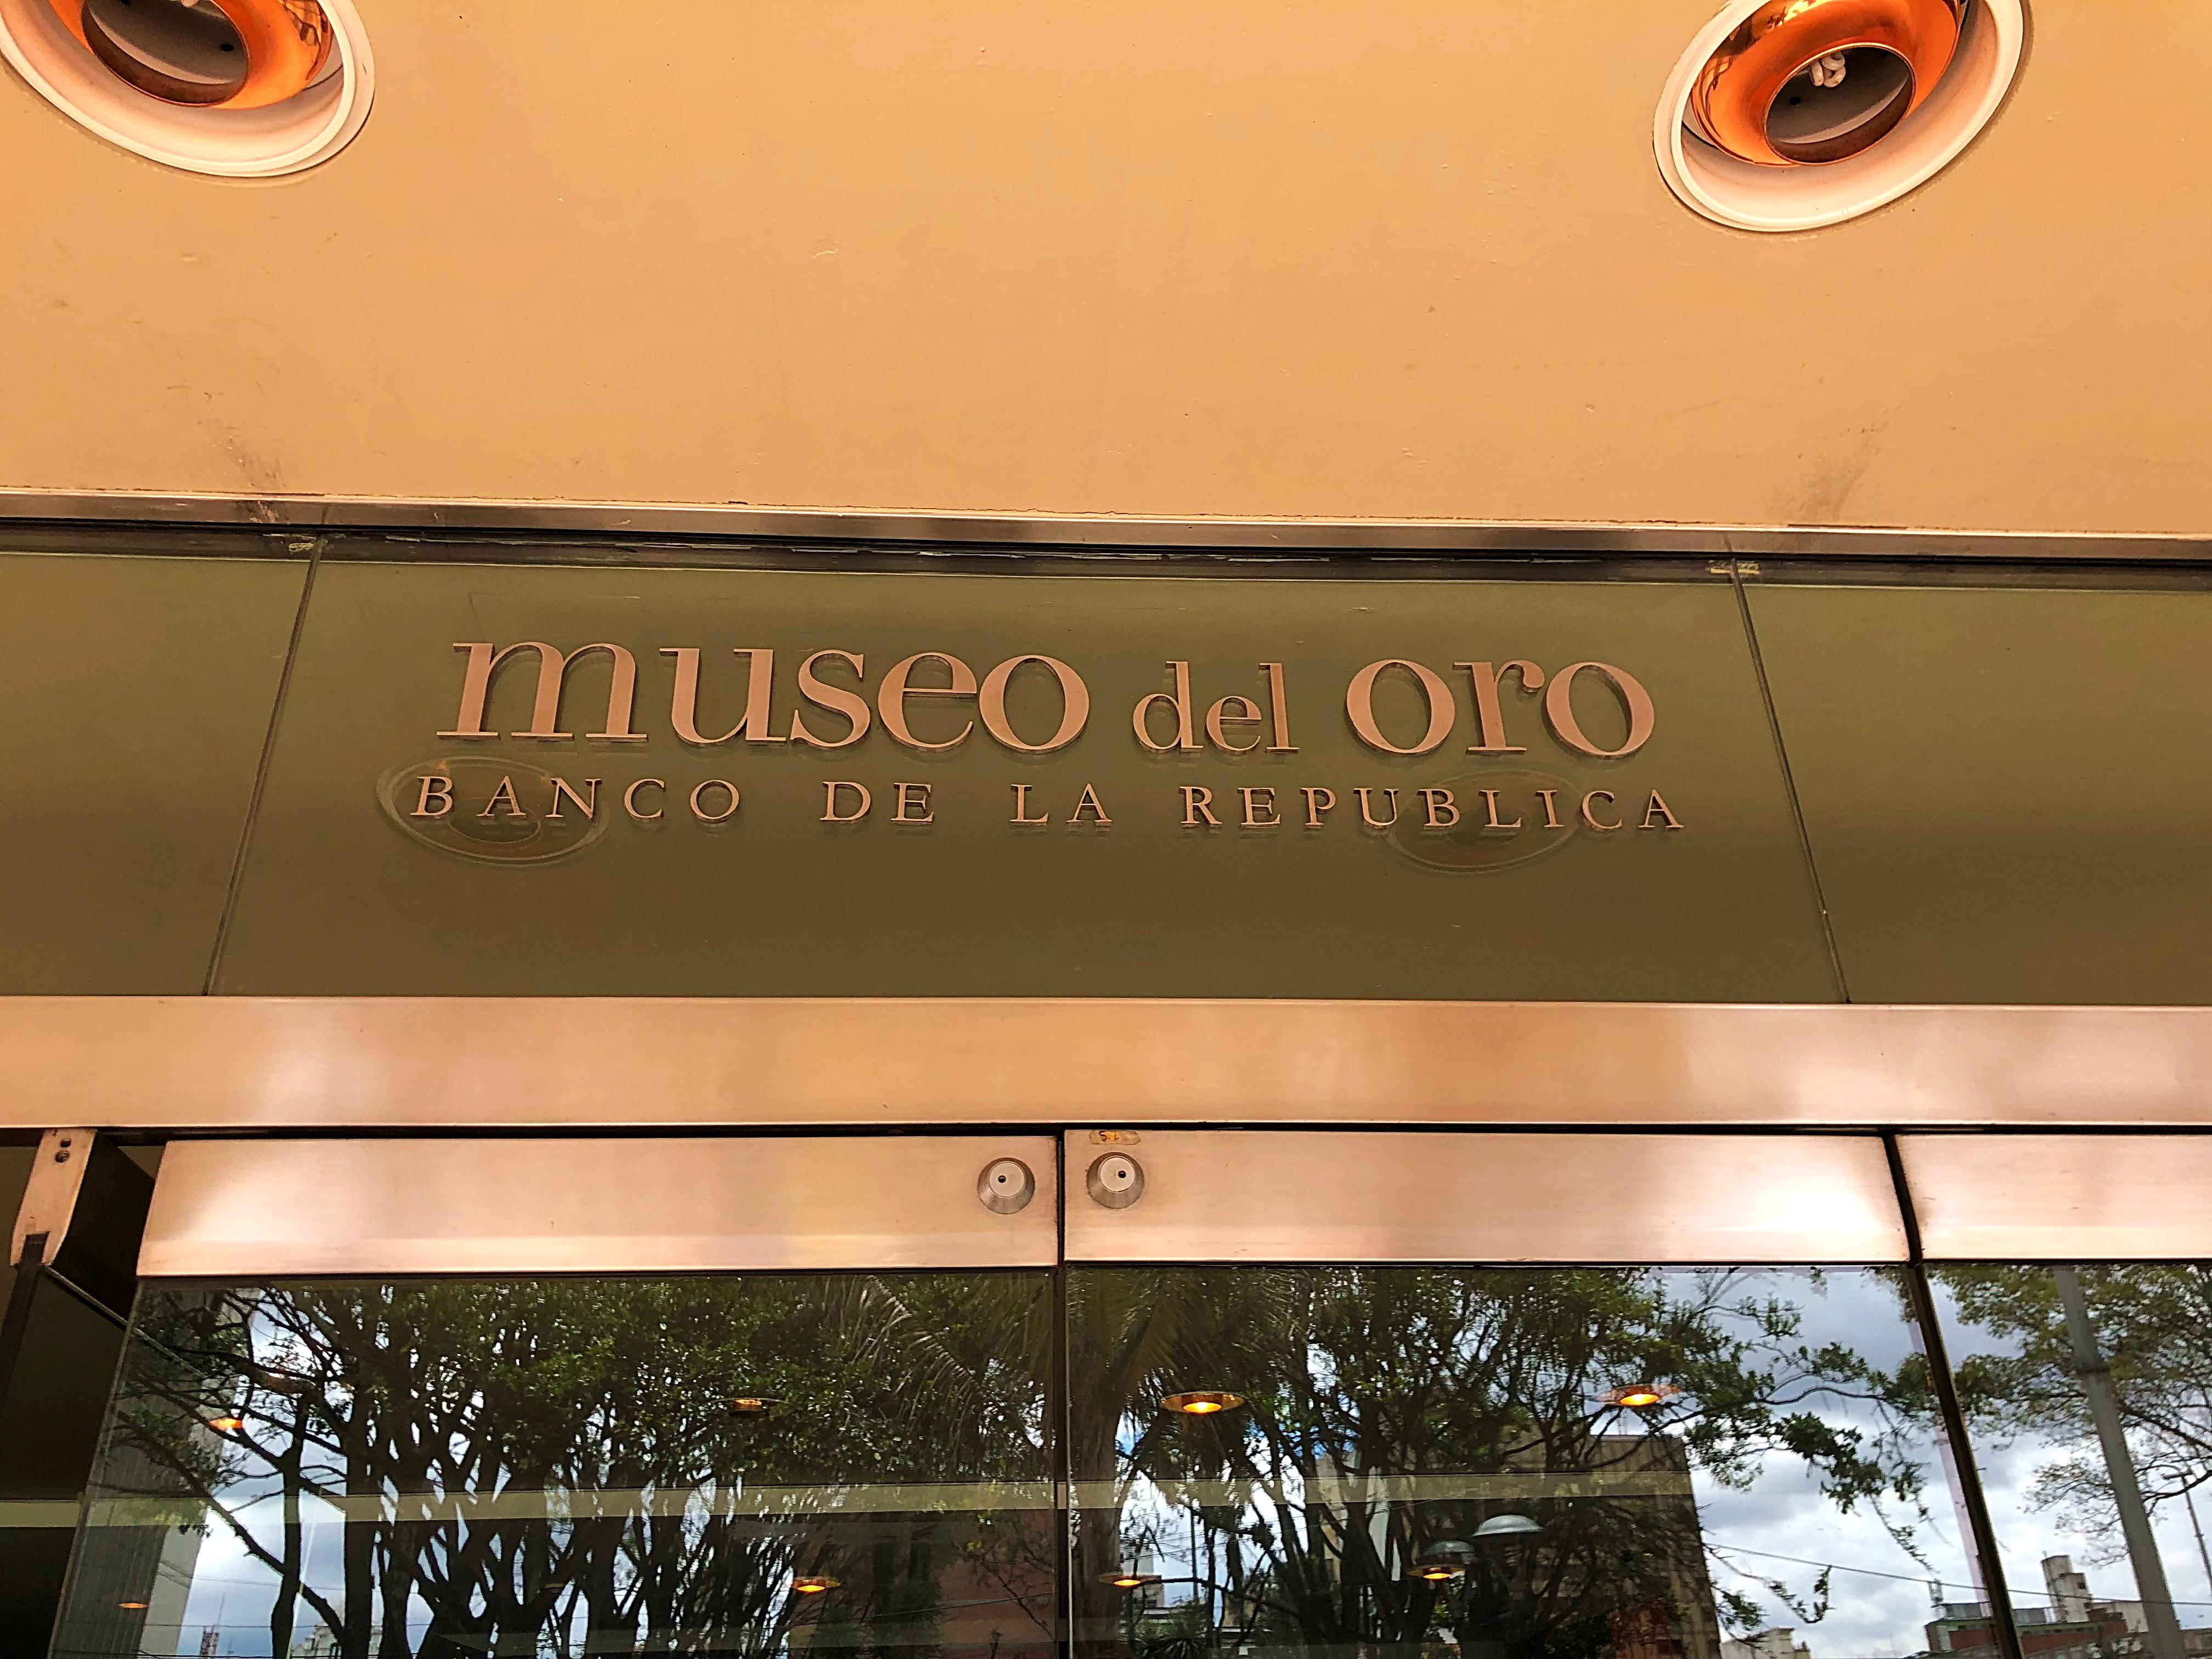 museo del oro
BANCO DE LA REPUBLICA